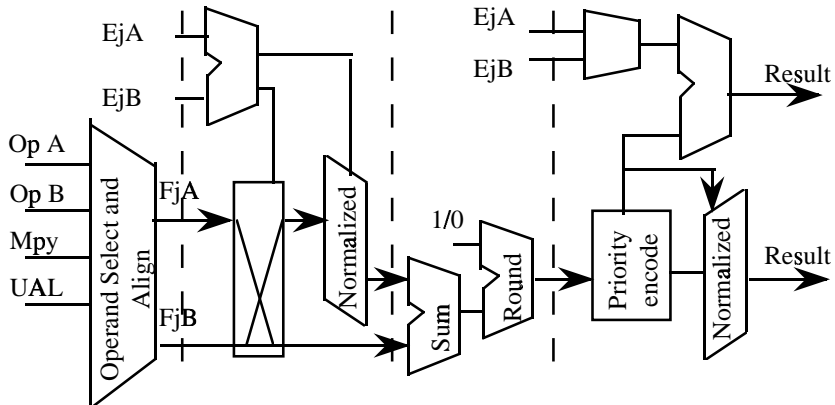 EjA
EjB
Op A
Op B
Mpy
UAL
Operand Select and
Align
FjA
FjB
Normalized
1/0
Sum
Round
EjA
EjB
Result
Priority
encode
Normalized
Result